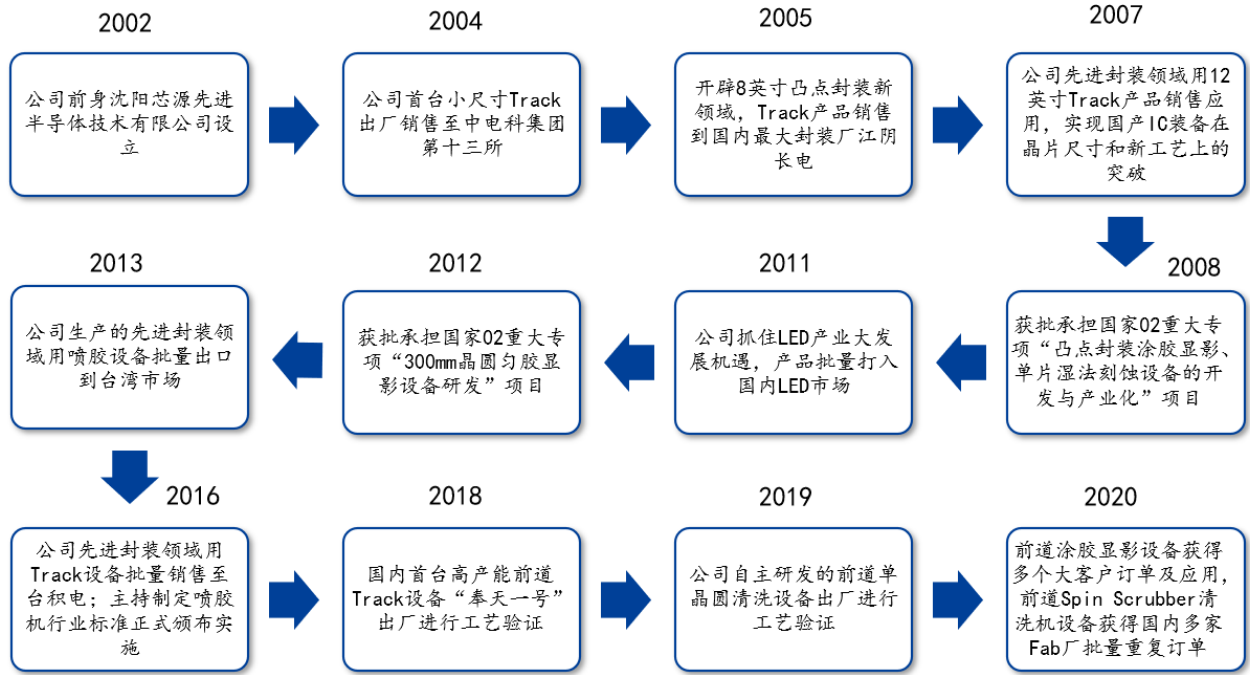 2002
公司前身沈阳芯源先进
半导体技术有限公司设
立
2004
公司首台小尺寸Track
出厂销售至中电科集团
第十三所
2005
开辟8英寸凸点封装新
领域，Track产品销售
到国内最大封装厂江阴
长电
2007
公司先进封装领域用12
英寸Track产品销售应
用，实现国产IC装备在
晶片尺寸和新工艺上的
突破
2008
获批承担国家02重大专
项“凸点封装涂胶显影、
单片湿法刻蚀设备的开
发与产业化”项目
2011
公司抓住LED产业大发
展机遇，产品批量打入
国内LED市场
2012
获批承担国家02重大专
项“300mm晶圆匀胶显
影设备研发”项目
2013
公司生产的先进封装领
域用喷胶设备批量出口
到台湾市场
2016
公司先进封装领域用
Track设备批量销售至
台积电；主持制定喷胶
机行业标准正式颁布实
施
2018
国内首台高产能前道
Track设备“奉天一号”
出厂进行工艺验证
2019
公司自主研发的前道单
晶圆清洗设备出厂进行
工艺验证
2020
前道涂胶显影设备获得
多个大客户订单及应用，
前道Spin Scrubber清
洗机设备获得国内多家
Fab厂批量重复订单